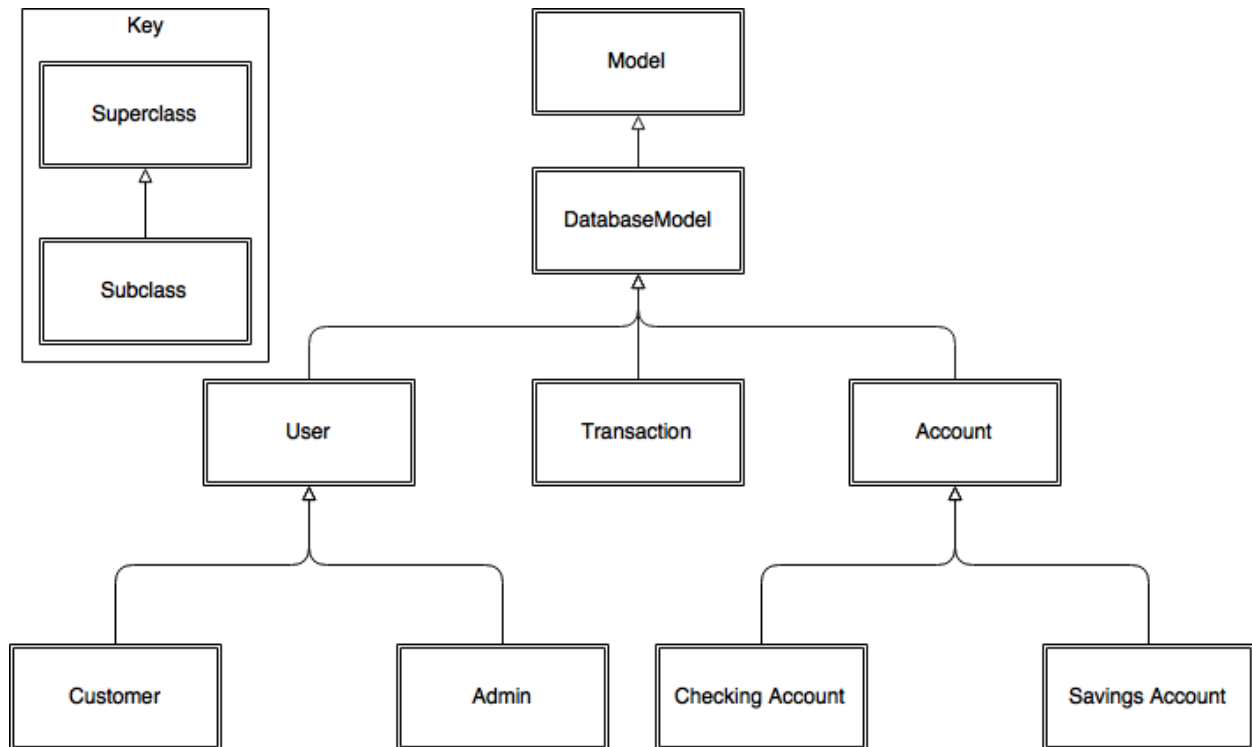 Key
Superclass
Subclass
Model
DatabaseModel
User
Transaction
Account
Customer
Admin
Checking Account
Savings Account